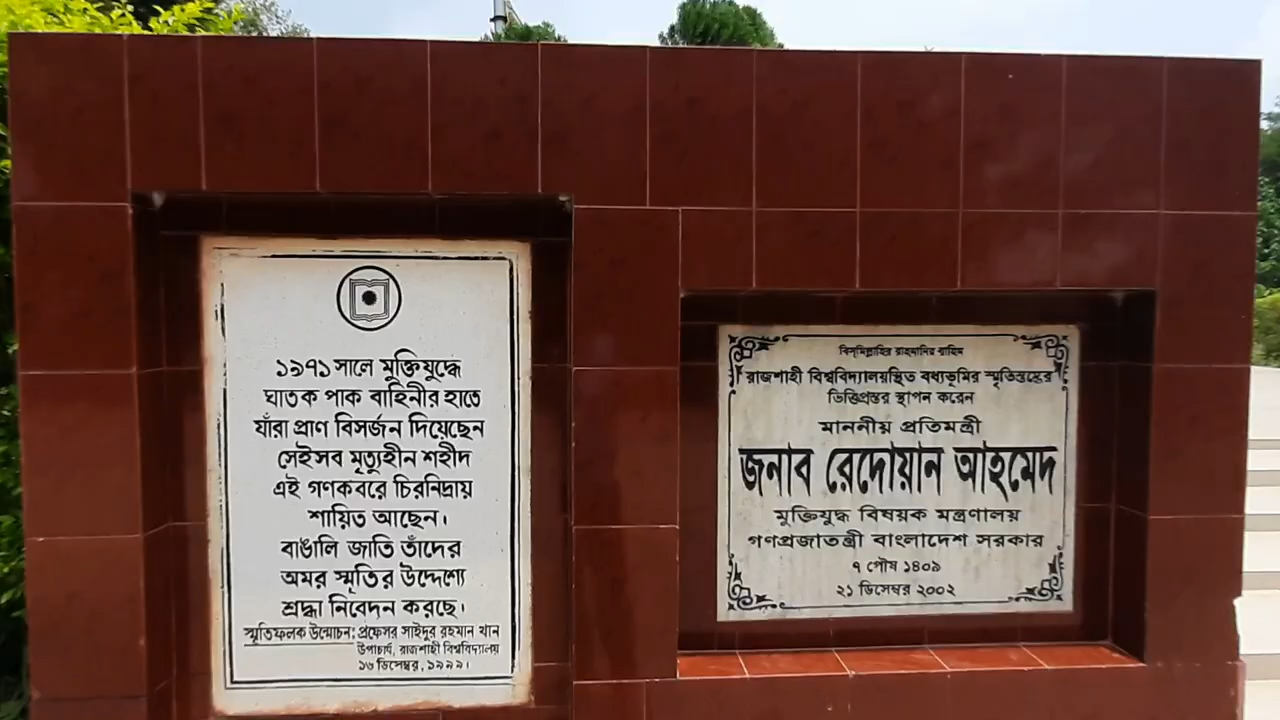 ১৯৭১ সালে মুক্তিযুদ্ধে
ঘাতক পাক বাহিনীর হাতে
যাঁরা প্রাণ বিসর্জন দিয়েছেন
সেইসব মৃত্যুহীন শহীদ
এই গণকবরে চিরনিদ্রায়
শায়িত আছেন।
বাঙালি জাতি তাঁদের
অমর স্মৃতির উদ্দেশ্যে
শ্রদ্ধা নিবেদন করছে।
স্মৃতিফলক উন্মোচন: প্রফেসর সাইদুর রহমান খান
উপাচার্য, রাজশাহী বিশ্ববিদ্যালয়
১৬ ডিসেম্বর, ১৯৯৯।
বিস্‌মিল্লাহির রাহমানির রাহিম
রাজশাহী বিশ্ববিদ্যালয়স্থিত বধ্যভূমির স্মৃতিস্তম্ভের
ভিত্তিপ্রস্তর স্থাপন করেন
মাননীয় প্রতিমন্ত্রী
জনাব রেদোয়ান আহমেদ
মুক্তিযুদ্ধ বিষয়ক মন্ত্রণালয়
গণপ্রজাতন্ত্রী বাংলাদেশ সরকার
৭ পৌষ ১৪০৯
২১ ডিসেম্বর ২০০২